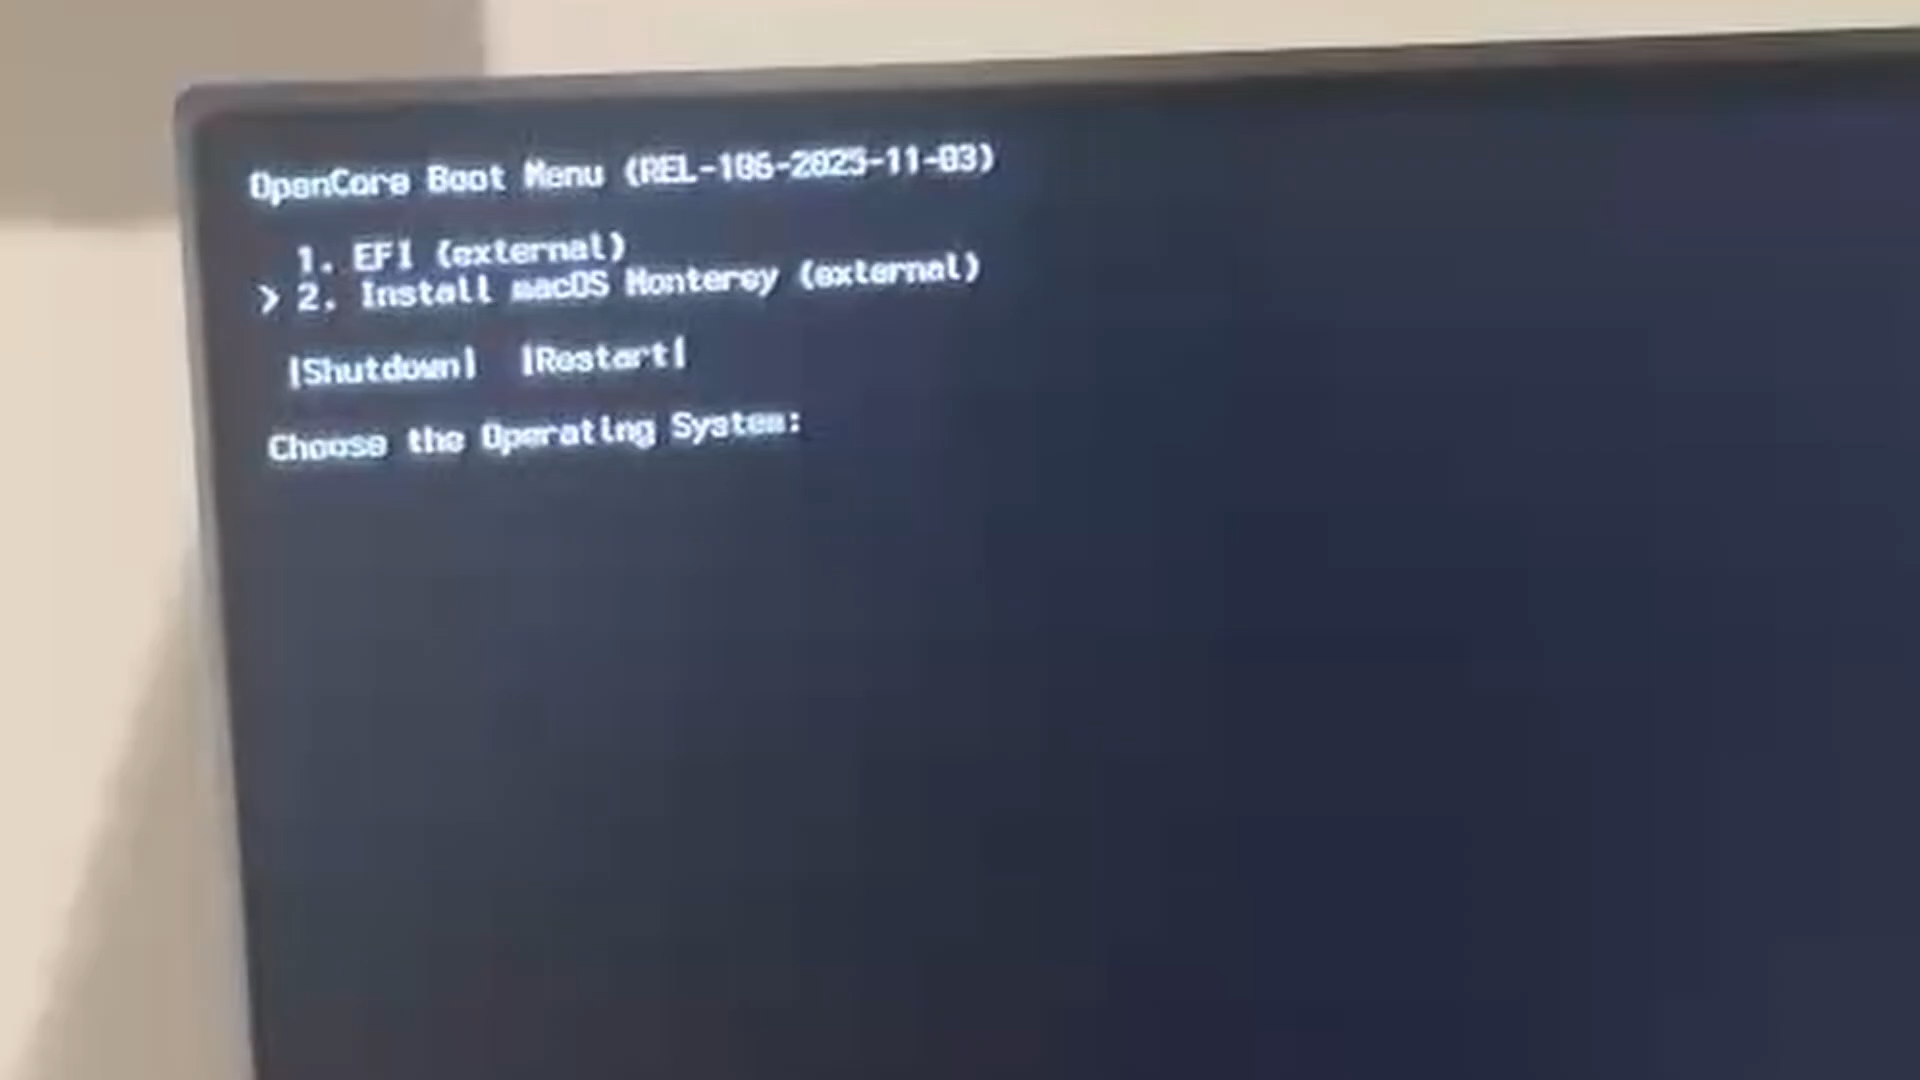 OpenCore Boot Menu (REL-106-2025-11-03)
1. EFI (external)
> 2. Install macOS Monterey (external)
|Shutdown| |Restart|
Choose the Operating System: